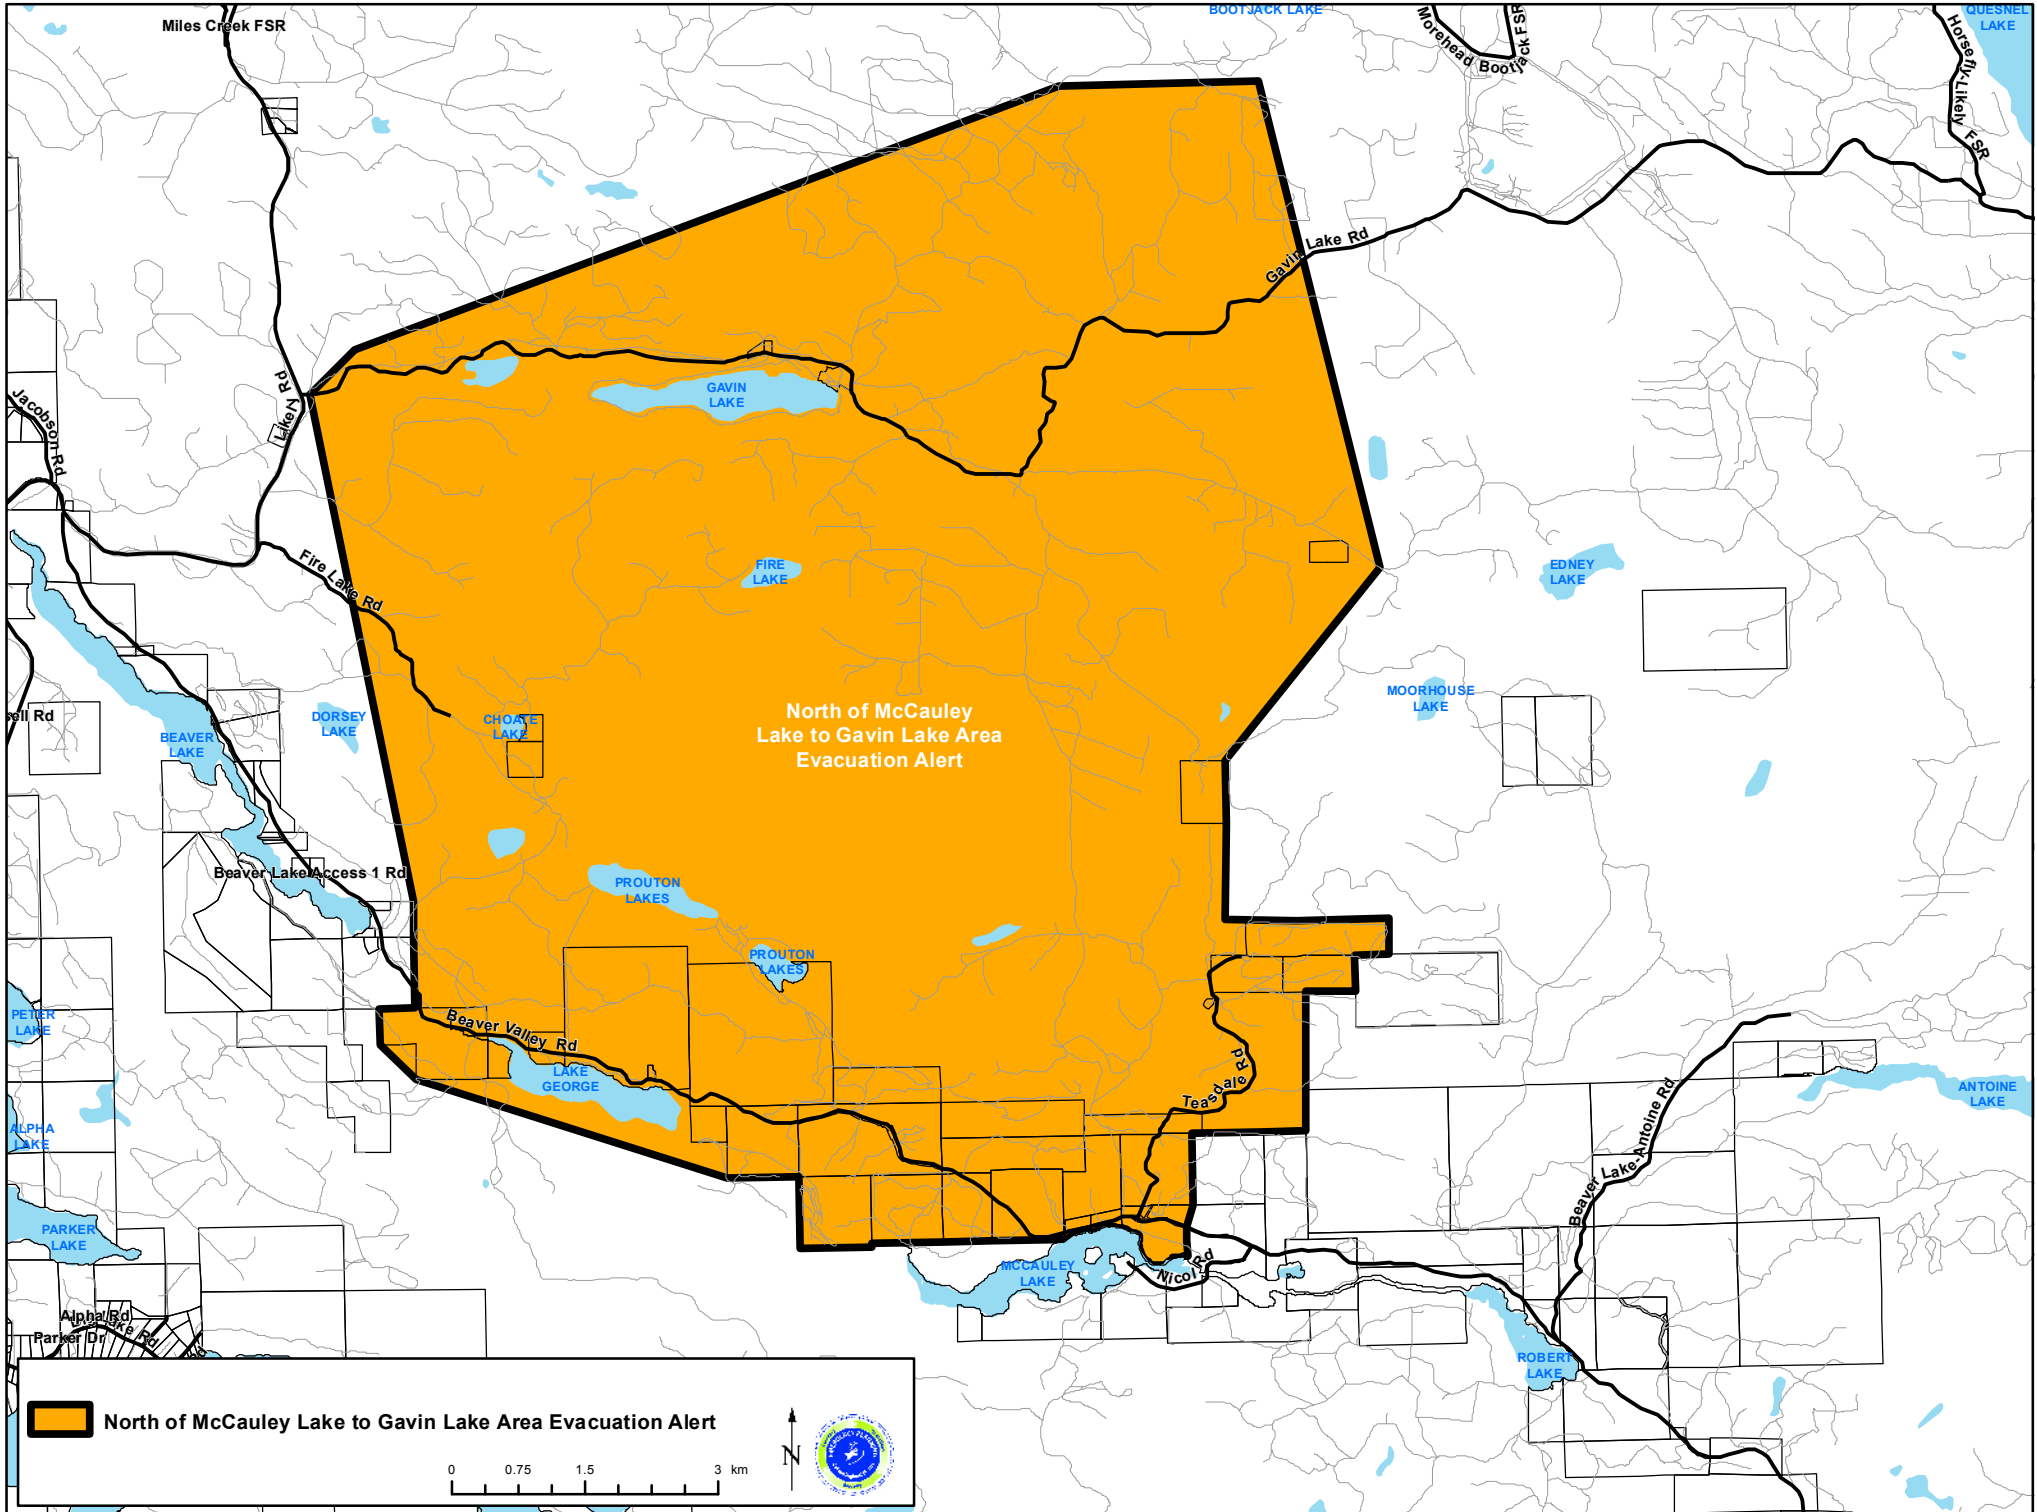 BOOTJACK LAKE
QUESNEL
LAKE
Miles Creek FSR
Morehead Bootjack FSR
Horsefly-Likely FSR
Gavin Lake Rd
Likely Rd
Jacobson Rd
GAVIN
LAKE
Fire Lake Rd
FIRE
LAKE
EDNEY
LAKE
MOORHOUSE
LAKE
DORSEY
LAKE
CHOATE
LAKE
BEAVER
LAKE
sell Rd
North of McCauley
Lake to Gavin Lake Area
Evacuation Alert
Beaver Lake Access 1 Rd
PROUTON
LAKES
PROUTON
LAKES
PETER
LAKE
Beaver Valley Rd
LAKE
GEORGE
Teasdale Rd
ANTOINE
LAKE
Beaver Lake-Antoine Rd
ALPHA
LAKE
PARKER
LAKE
MCCAULEY
LAKE
Nicol Rd
Alpha Rd
Lake Rd
Parker Dr
ROBERT
LAKE
North of McCauley Lake to Gavin Lake Area Evacuation Alert
N
0 0.75 1.5 3 km